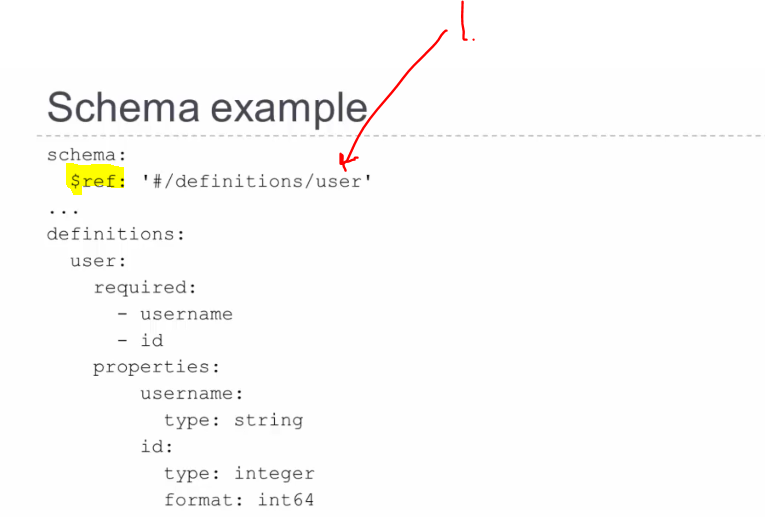 1.
Schema example
schema:
  $ref: '#/definitions/user'
...
definitions:
  user:
    required:
      - username
      - id
    properties:
        username:
          type: string
        id:
          type: integer
          format: int64